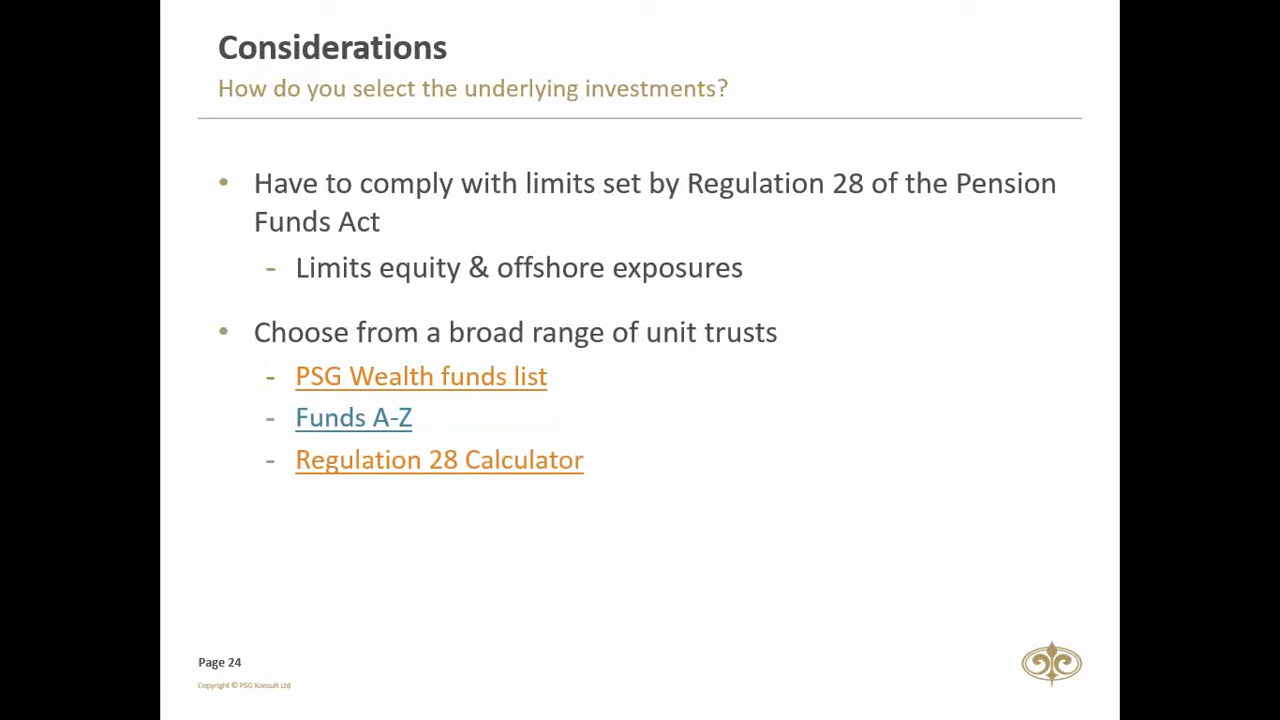 Considerations
How do you select the underlying investments?
• Have to comply with limits set by Regulation 28 of the Pension
Funds Act
- Limits equity & offshore exposures
• Choose from a broad range of unit trusts
- PSG Wealth funds list
- Funds A-Z
- Regulation 28 Calculator
Page 24
Copyright © PSG Konsult Ltd